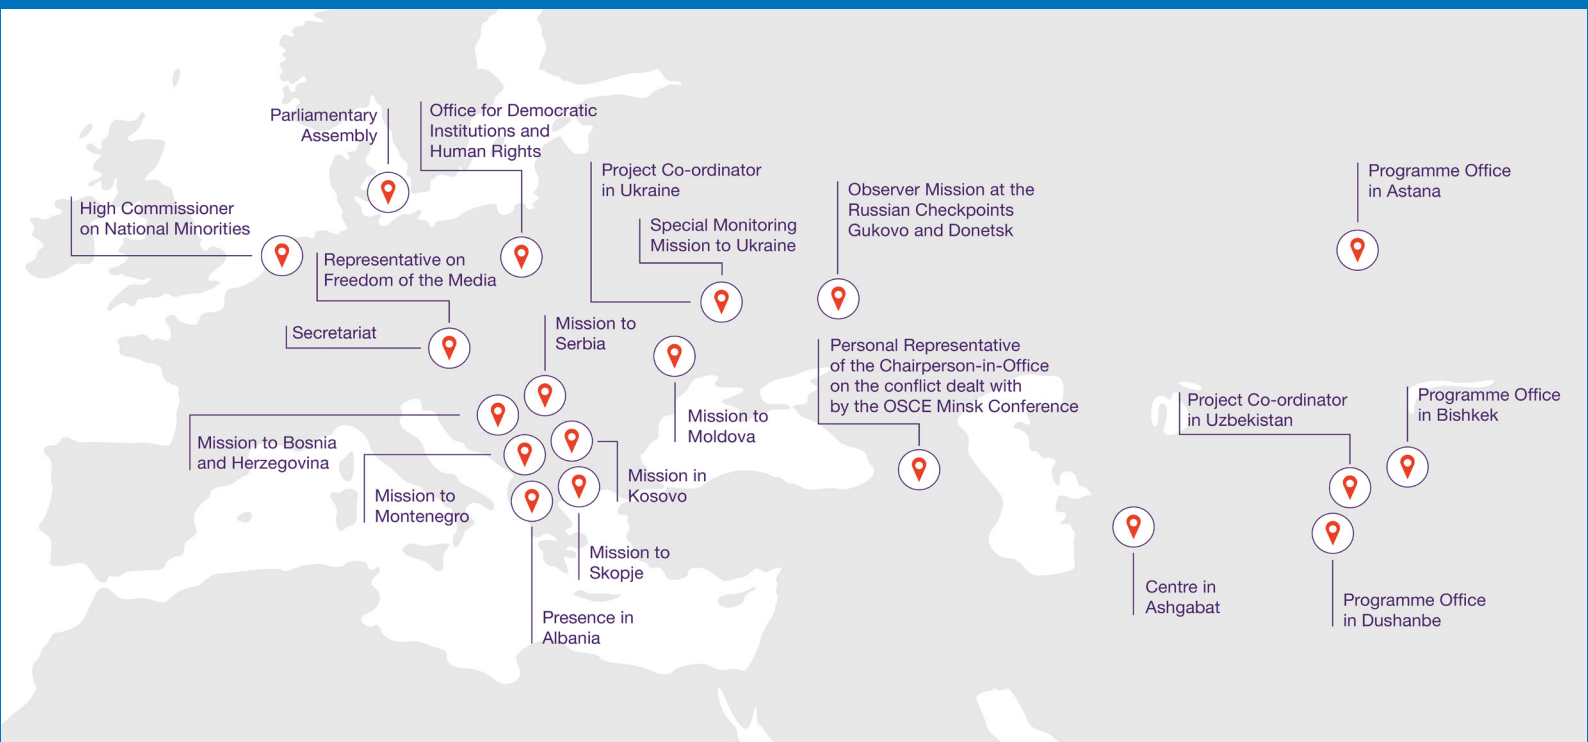 Parliamentary
Assembly
Office for Democratic
Institutions and
Human Rights
Project Co-ordinator
in Ukraine
Observer Mission at the
Russian Checkpoints
Gukovo and Donetsk
Programme Office
in Astana
High Commissioner
on National Minorities
Special Monitoring
Mission to Ukraine
Representative on
Freedom of the Media
Secretariat
Mission to
Serbia
Personal Representative
of the Chairperson-in-Office
on the conflict dealt with
by the OSCE Minsk Conference
Project Co-ordinator
in Uzbekistan
Programme Office
in Bishkek
Mission to
Moldova
Mission to Bosnia
and Herzegovina
Mission in
Kosovo
Mission to
Montenegro
Mission to
Skopje
Centre in
Ashgabat
Programme Office
in Dushanbe
Presence in
Albania